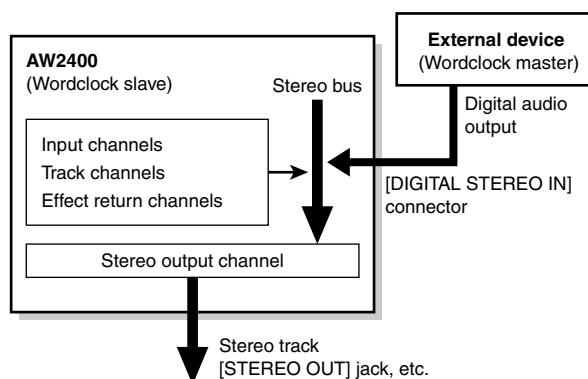 AW2400
(Wordclock slave)
Stereo bus
External device
(Wordclock master)
Digital audio
output
Input channels
Track channels
Effect return channels
[DIGITAL STEREO IN]
connector
Stereo output channel
Stereo track
[STEREO OUT] jack, etc.